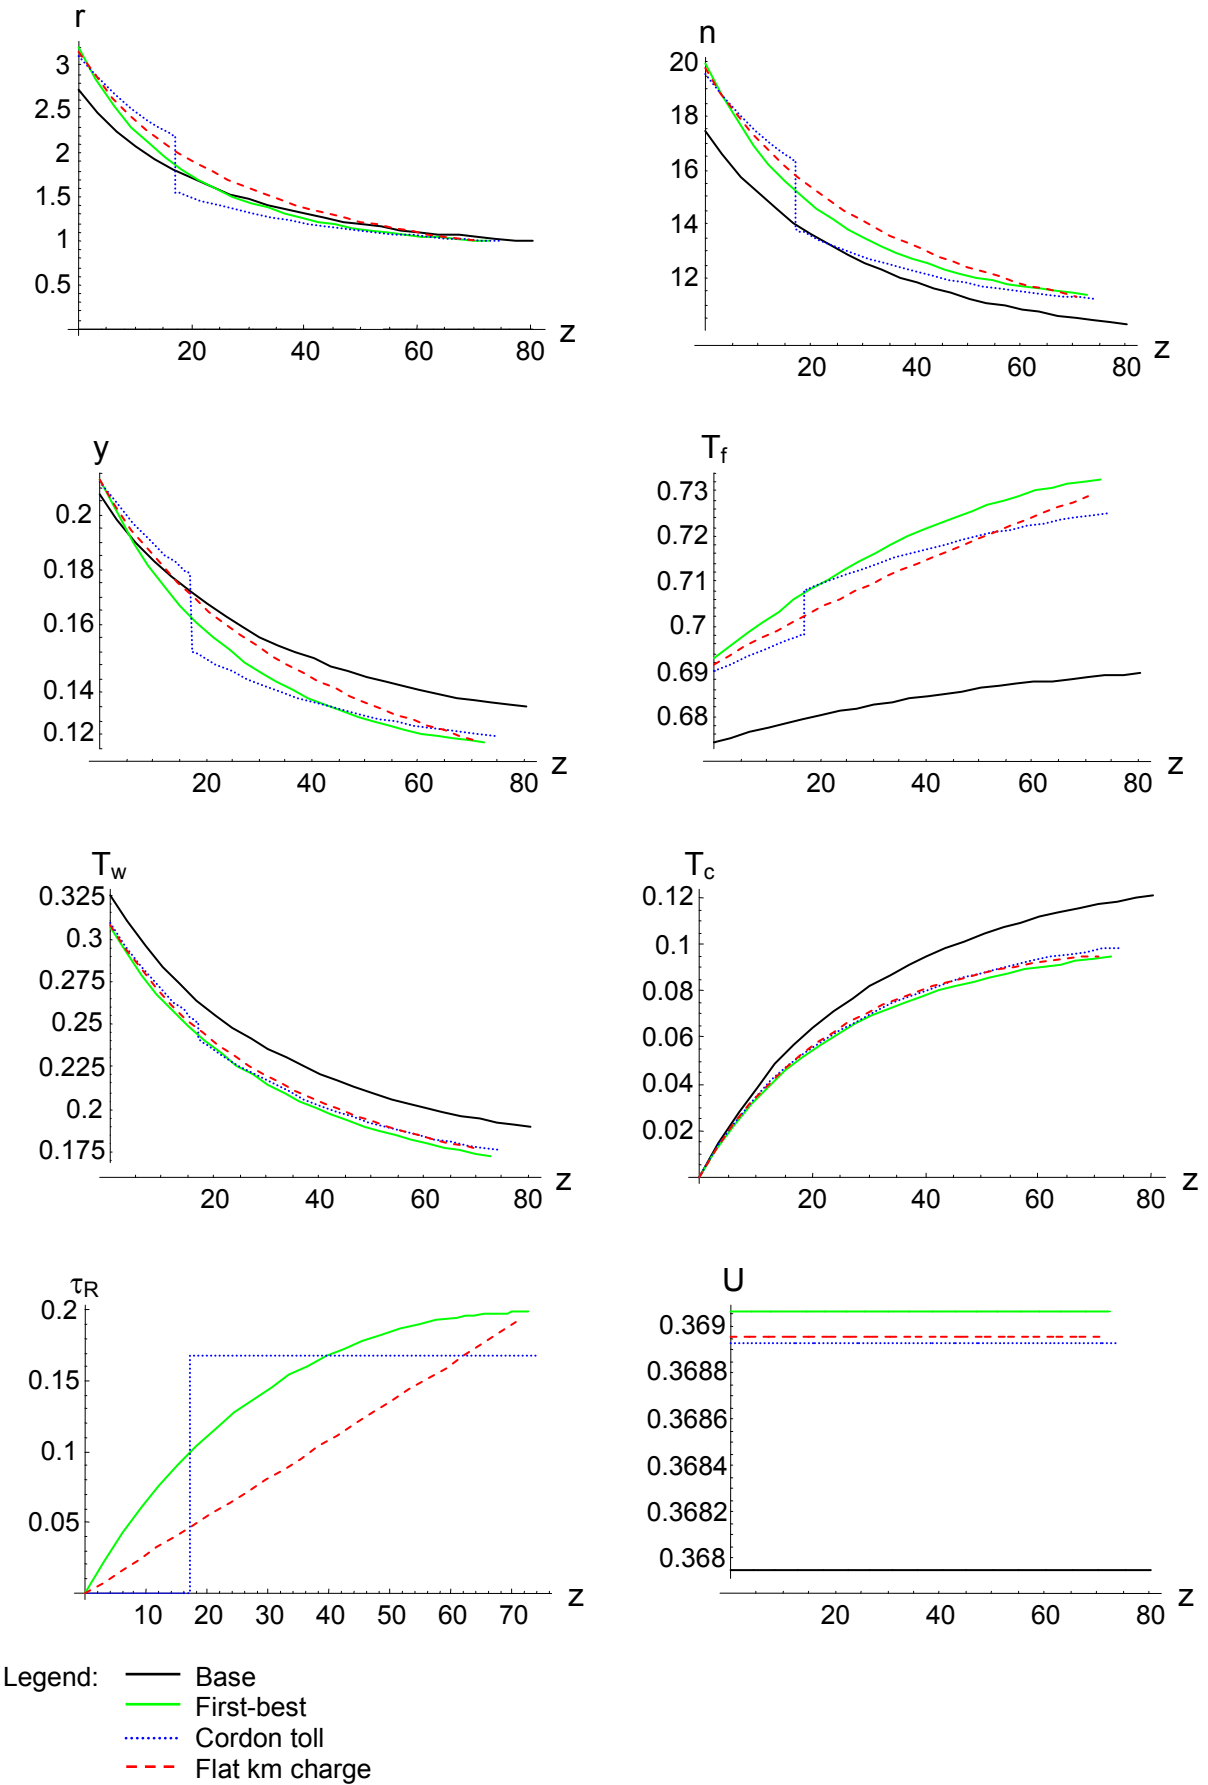 r
3
2.5
2
1.5
1
0.5
20 40 60 80 z
n
20
18
16
14
12
20 40 60 80 z
y
0.2
0.18
0.16
0.14
0.12
20 40 60 80 z
Tf
0.73
0.72
0.71
0.7
0.69
0.68
20 40 60 80 z
Tw
0.325
0.3
0.275
0.25
0.225
0.2
0.175
20 40 60 80 z
Tc
0.12
0.1
0.08
0.06
0.04
0.02
20 40 60 80 z
τR
0.2
0.15
0.1
0.05
10 20 30 40 50 60 70 z
U
0.369
0.3688
0.3686
0.3684
0.3682
0.368
20 40 60 80 z
Legend: Base
First-best
Cordon toll
Flat km charge